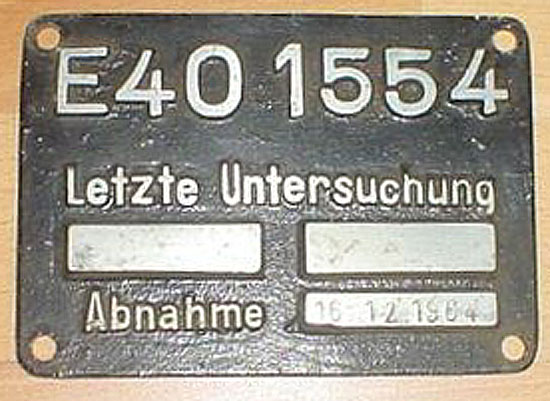 E40 1554
Letzte Untersuchung
Abnahme 16.12.1964